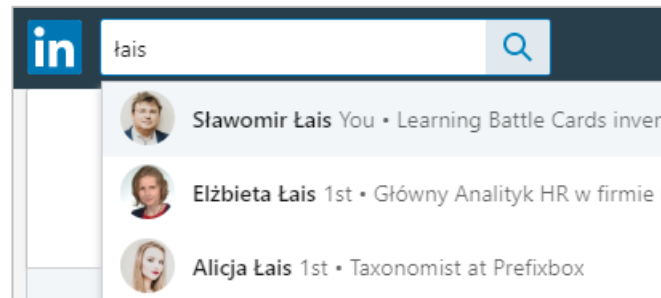 in
łais
Sławomir Łais You • Learning Battle Cards
Elżbieta Łais 1st • Główny Analityk HR w firmie
Alicja Łais 1st • Taxonomist at Prefixbox